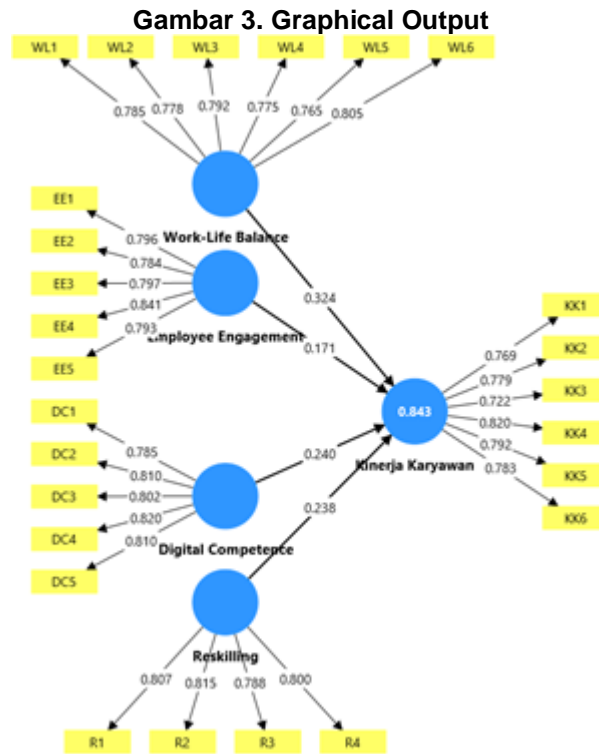 Gambar 3. Graphical Output
WL1 WL2 WL3 WL4 WL5 WL6
0.785 0.778 0.792 0.775 0.765 0.805
Work-Life Balance
EE1
EE2
EE3
EE4
EE5
0.796
0.784
0.797
0.841
0.793
Employee Engagement
0.324
0.171
DC1
DC2
DC3
DC4
DC5
0.785
0.810
0.802
0.820
0.810
Digital Competence
0.240
0.238
0.843
Kinerja Karyawan
0.769
0.779
0.722
0.820
0.792
0.783
KK1
KK2
KK3
KK4
KK5
KK6
Reskilling
0.807 0.815 0.788 0.800
R1 R2 R3 R4